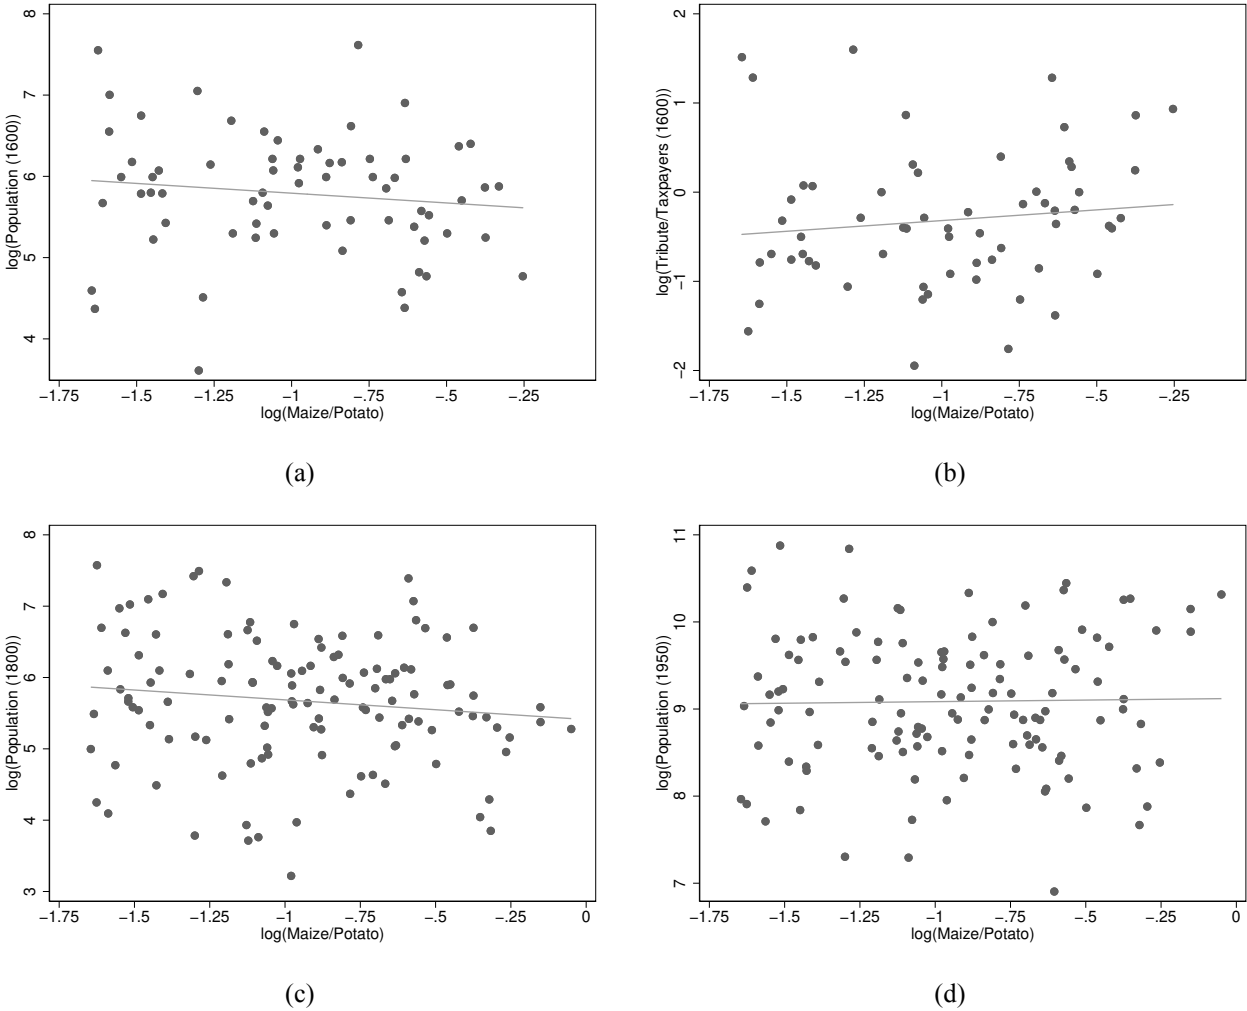 8
7
6
5
4
log(Population (1600))
−1.75 −1.5 −1.25 −1 −.75 −.5 −.25
log(Maize/Potato)
(a)
2
1
0
−1
−2
log(Tribute/Taxpayers (1600))
−1.75 −1.5 −1.25 −1 −.75 −.5 −.25
log(Maize/Potato)
(b)
8
7
6
5
4
3
log(Population (1800))
−1.75 −1.5 −1.25 −1 −.75 −.5 −.25 0
log(Maize/Potato)
(c)
11
10
9
8
7
log(Population (1950))
−1.75 −1.5 −1.25 −1 −.75 −.5 −.25 0
log(Maize/Potato)
(d)